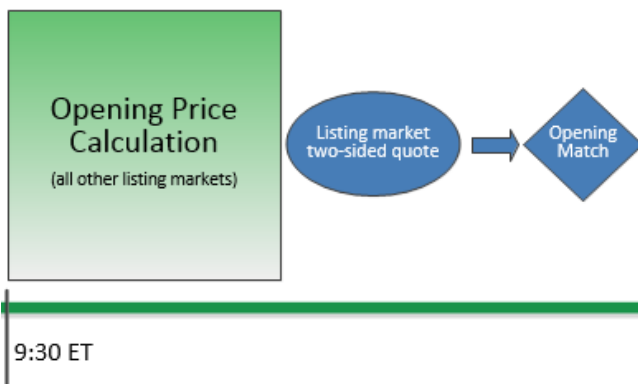 Opening Price
Calculation
(all other listing markets)
Listing market
two-sided quote
Opening
Match
9:30 ET